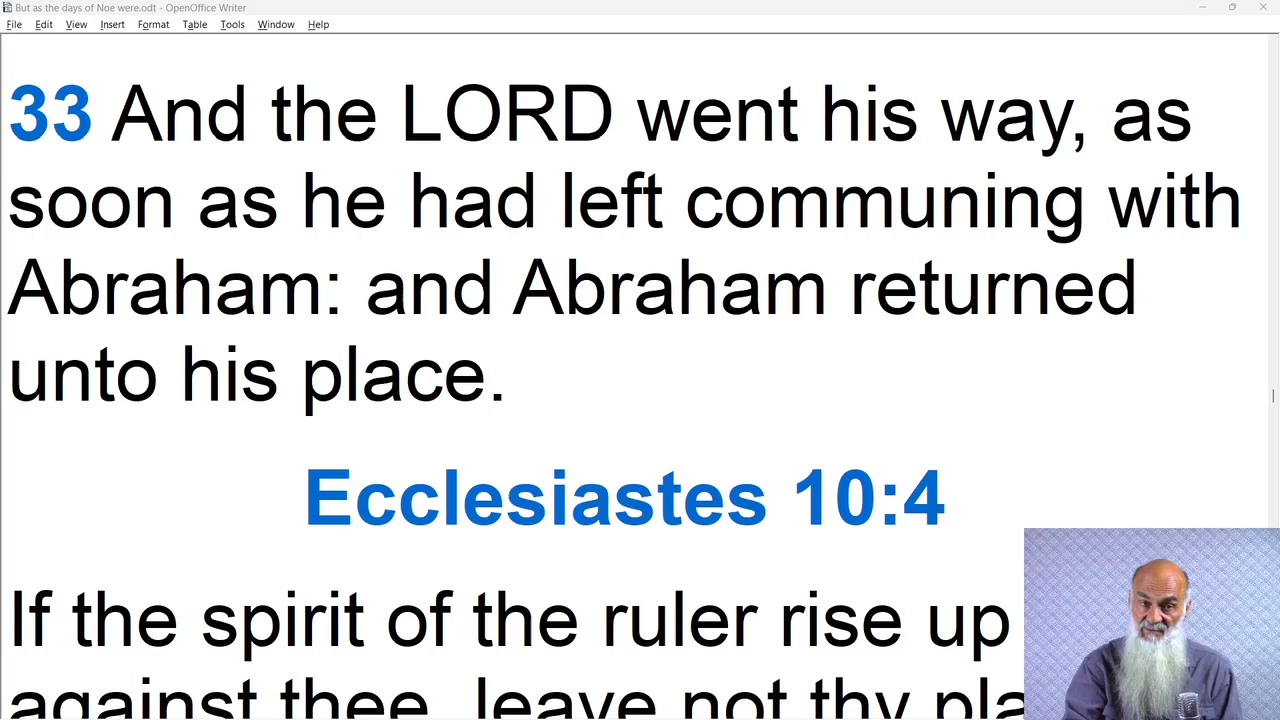 But as the days of Noe were.odt - OpenOffice Writer
File Edit View Insert Format Table Tools Window Help
33 And the LORD went his way, as
soon as he had left communing with
Abraham: and Abraham returned
unto his place.
Ecclesiastes 10:4
If the spirit of the ruler rise up
against thee, leave not thy